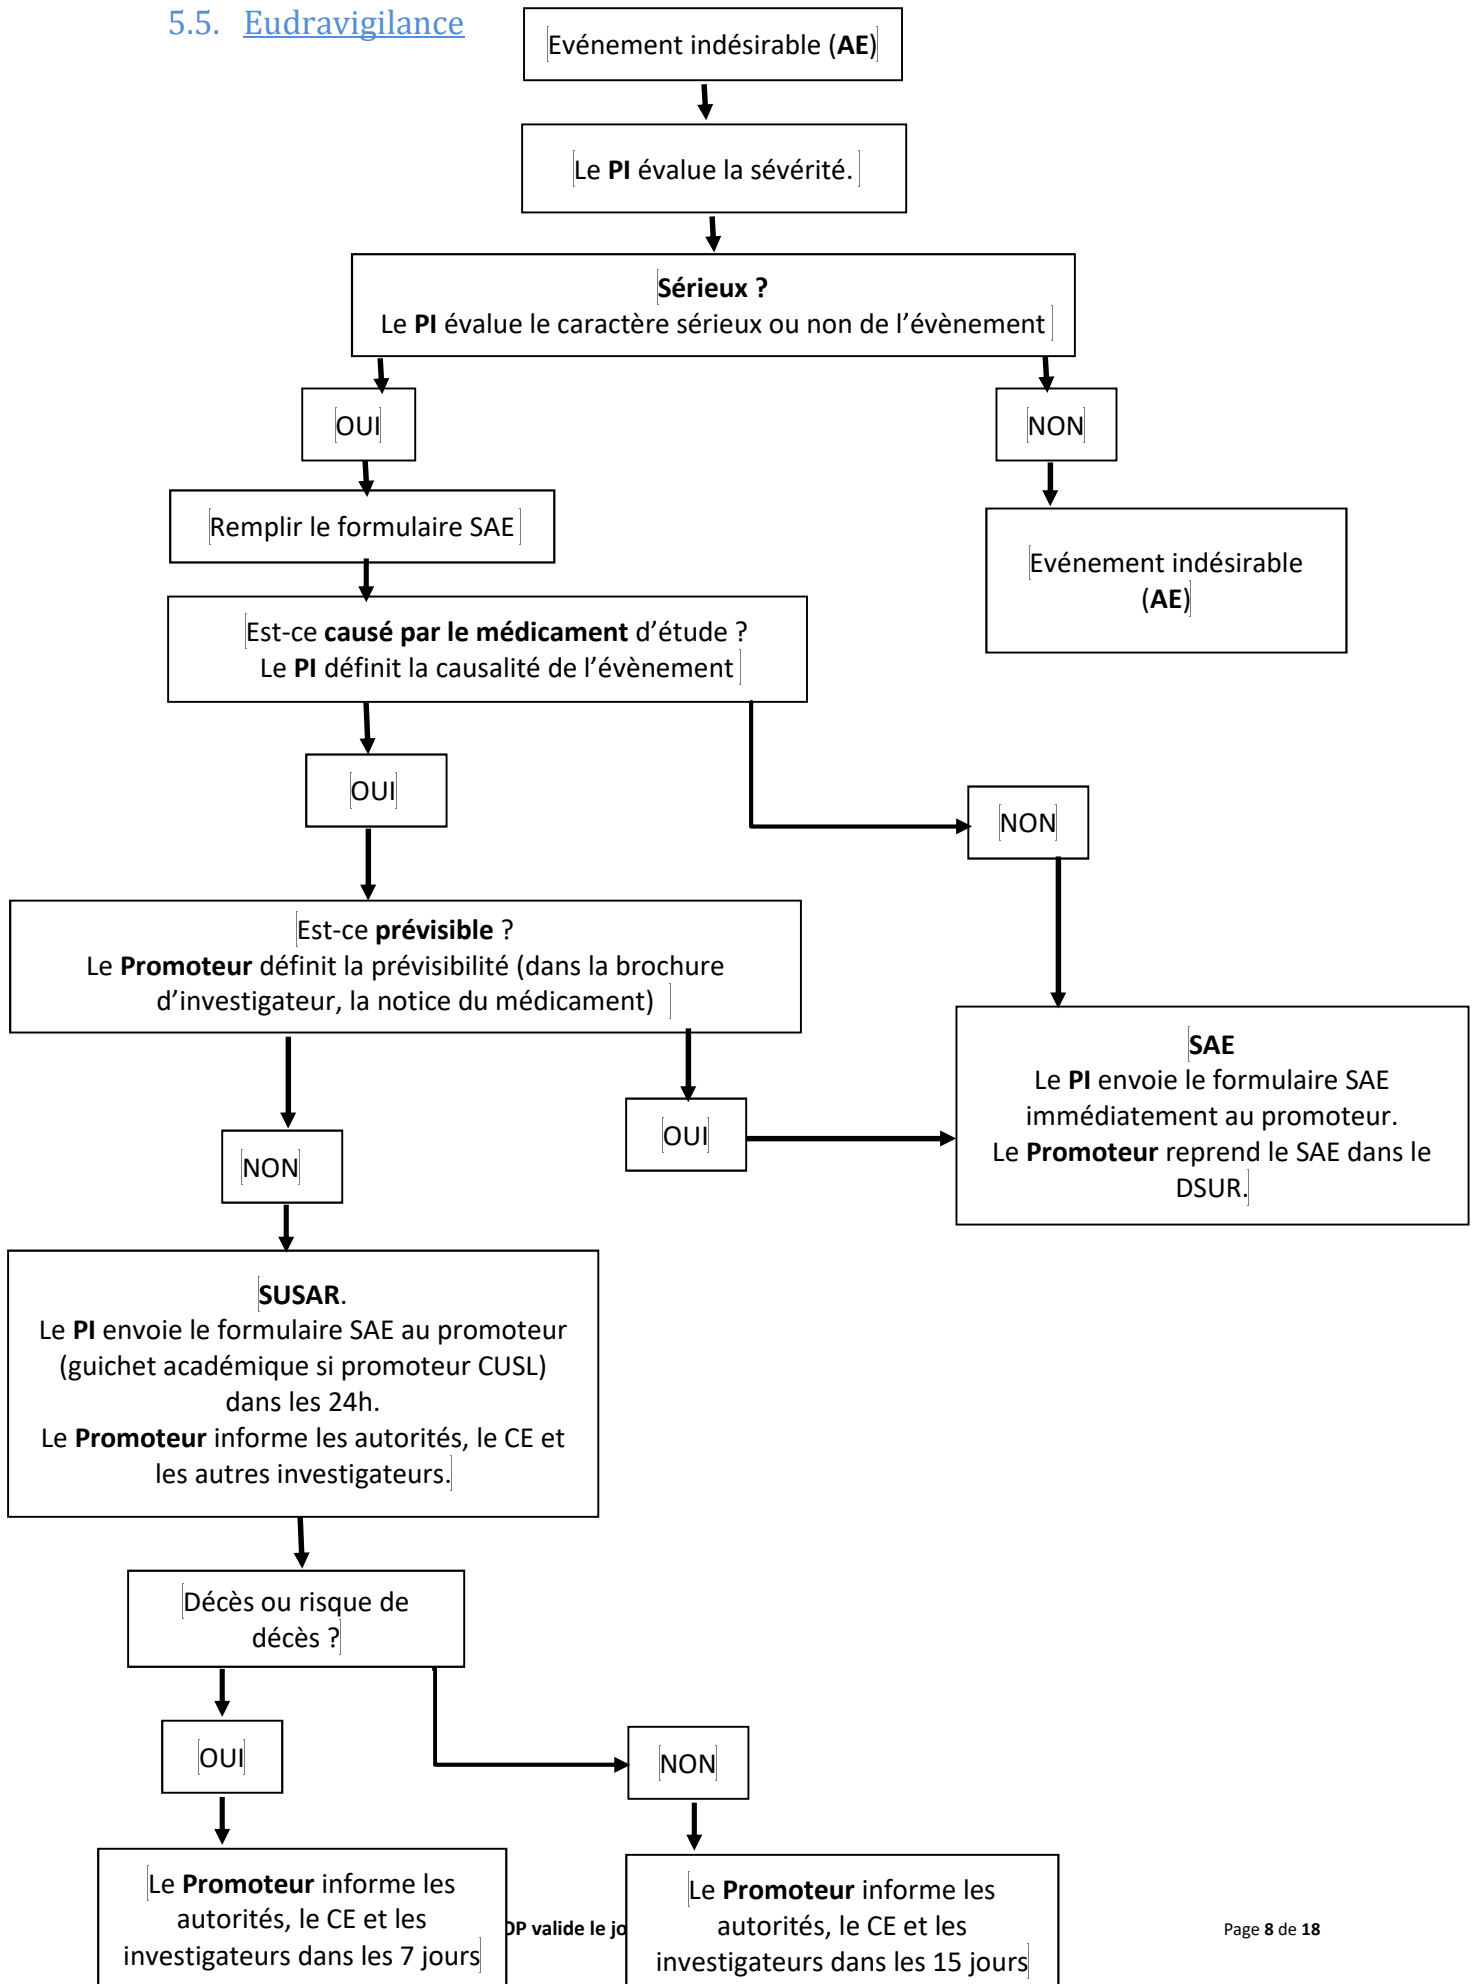 5.5. Eudravigilance
Evénement indésirable (AE)
Le PI évalue la sévérité.
Sérieux ?
Le PI évalue le caractère sérieux ou non de l’évènement
OUI
NON
Remplir le formulaire SAE
Evénement indésirable
(AE)
Est-ce causé par le médicament d’étude ?
Le PI définit la causalité de l’évènement
OUI
NON
Est-ce prévisible ?
Le Promoteur définit la prévisibilité (dans la brochure
d’investigateur, la notice du médicament)
SAE
Le PI envoie le formulaire SAE
immédiatement au promoteur.
Le Promoteur reprend le SAE dans le
DSUR.
OUI
NON
SUSAR.
Le PI envoie le formulaire SAE au promoteur
(guichet académique si promoteur CUSL)
dans les 24h.
Le Promoteur informe les autorités, le CE et
les autres investigateurs.
Décès ou risque de
décès ?
OUI
NON
Le Promoteur informe les
autorités, le CE et les
investigateurs dans les 7 jours
Le Promoteur informe les
autorités, le CE et les
investigateurs dans les 15 jours
valide le
Page 8 de 18